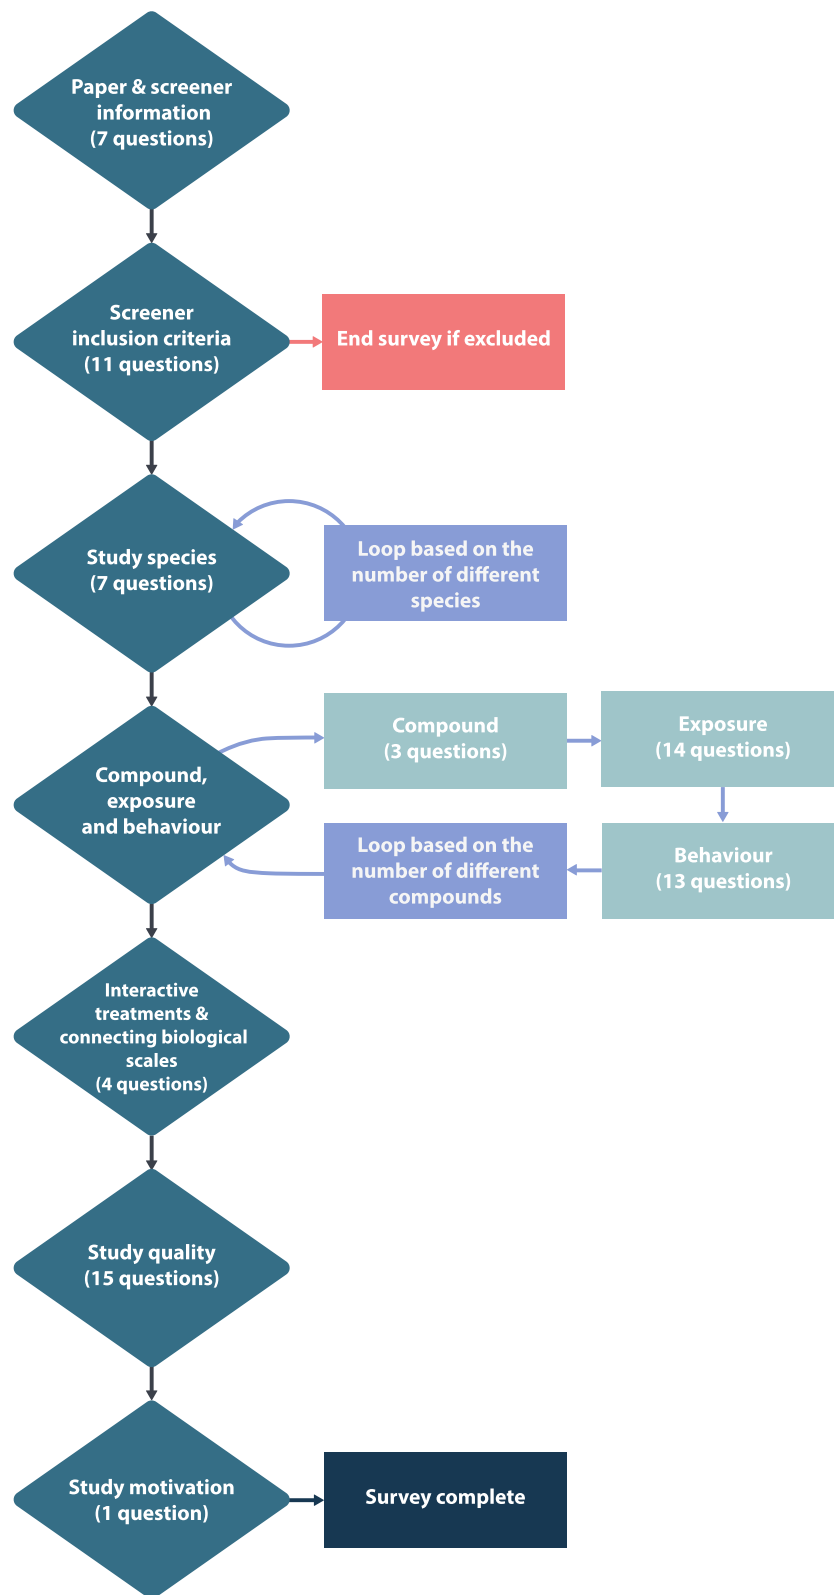 Paper & screener
information
(7 questions)
Screener
inclusion criteria
(11 questions)
End survey if excluded
Study species
(7 questions)
Loop based on the
number of different
species
Compound,
exposure
and behaviour
Compound
(3 questions)
Exposure
(14 questions)
Behaviour
(13 questions)
Loop based on the
number of different
compounds
Interactive
treatments &
connecting biological
scales
(4 questions)
Study quality
(15 questions)
Study motivation
(1 question)
Survey complete